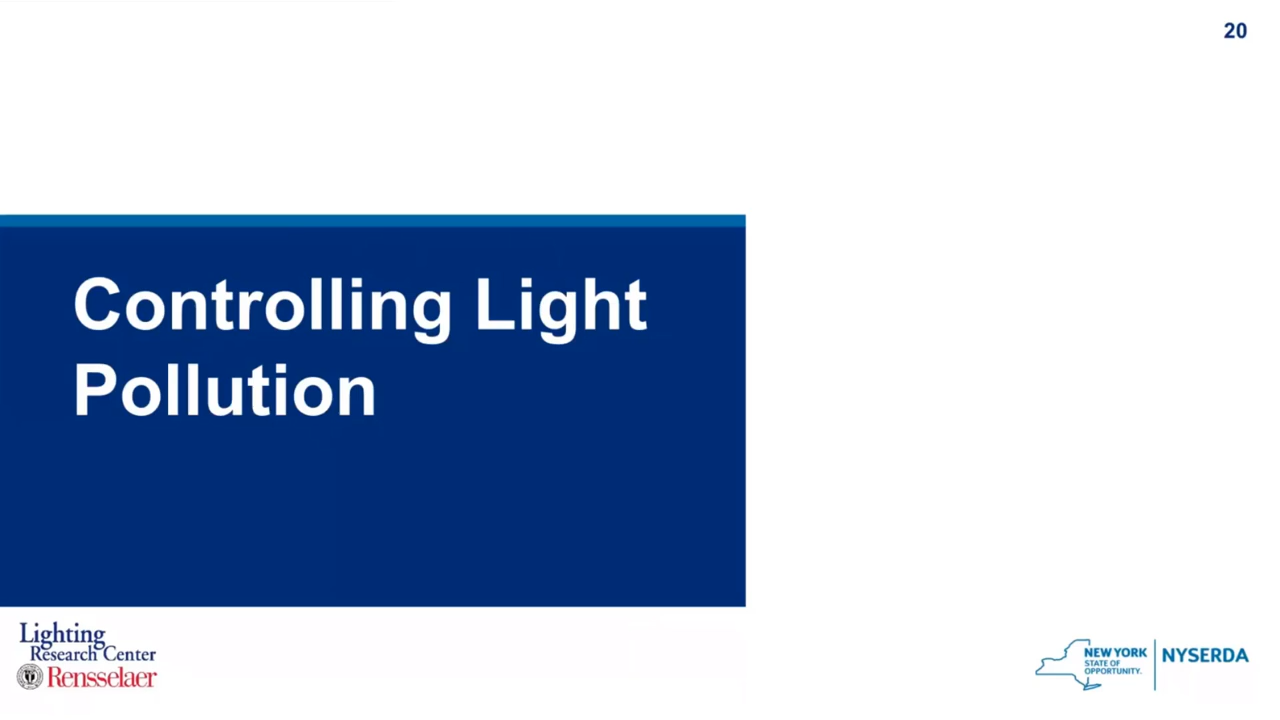 20
Controlling Light
Pollution
Lighting
Research Center
Rensselaer
NEW YORK
STATE OF
OPPORTUNITY.
NYSERDA